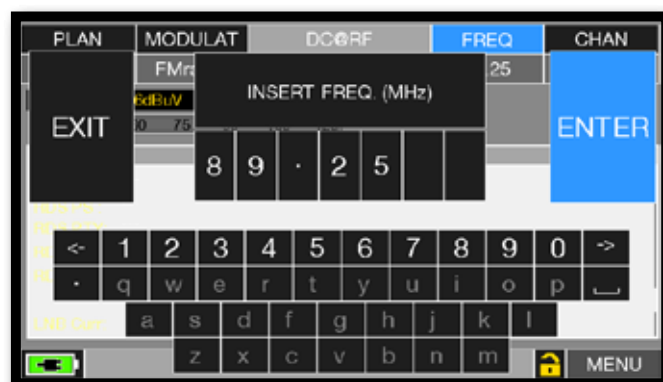 PLAN MODULAT DC@RF FREQ CHAN
FMra .25
INSERT FREQ. (MHz)
6dBuV
EXIT
ENTER
75
8 9 . 2 5
<- 1 2 3 4 5 6 7 8 9 0 ->
. q w e r t y u i o p
a s d f g h j k l
z x c v b n m
MENU